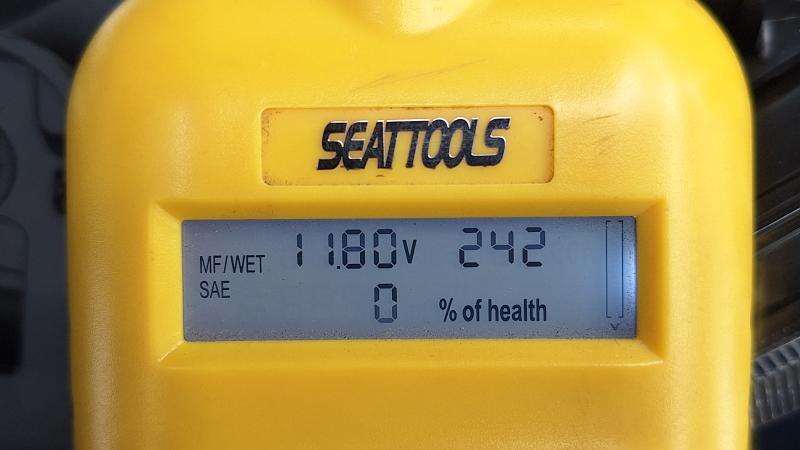 SEATTOOLS
MF/WET 11.80V 242
SAE 0 % of health